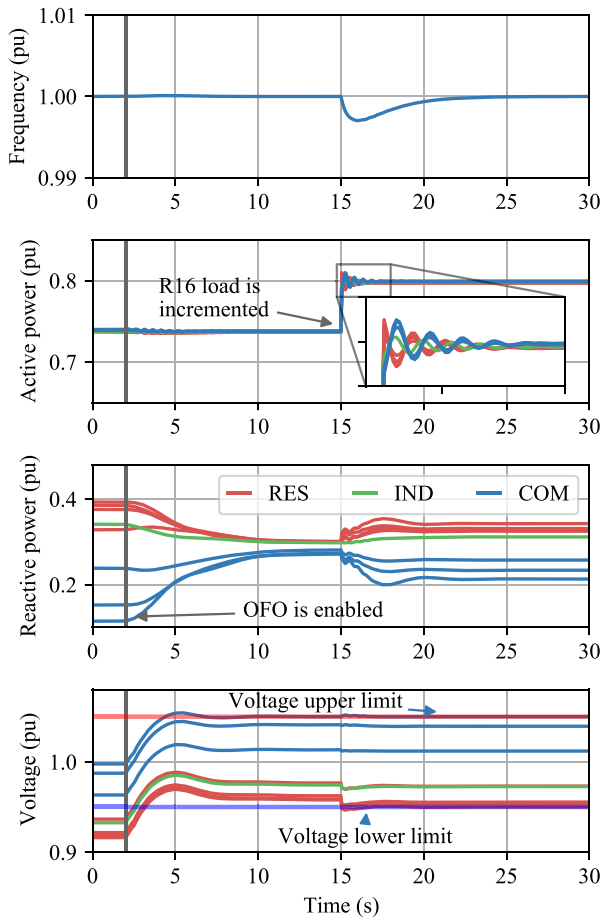 Frequency (pu)
1.01
1.00
0.99
0 5 10 15 20 25 30
Active power (pu)
0.8
0.7
R16 load is
incremented
0 5 10 15 20 25 30
Reactive power (pu)
0.4
0.2
RES IND COM
OFO is enabled
0 5 10 15 20 25 30
Voltage (pu)
1.0
0.9
Voltage upper limit
Voltage lower limit
0 5 10 15 20 25 30
Time (s)